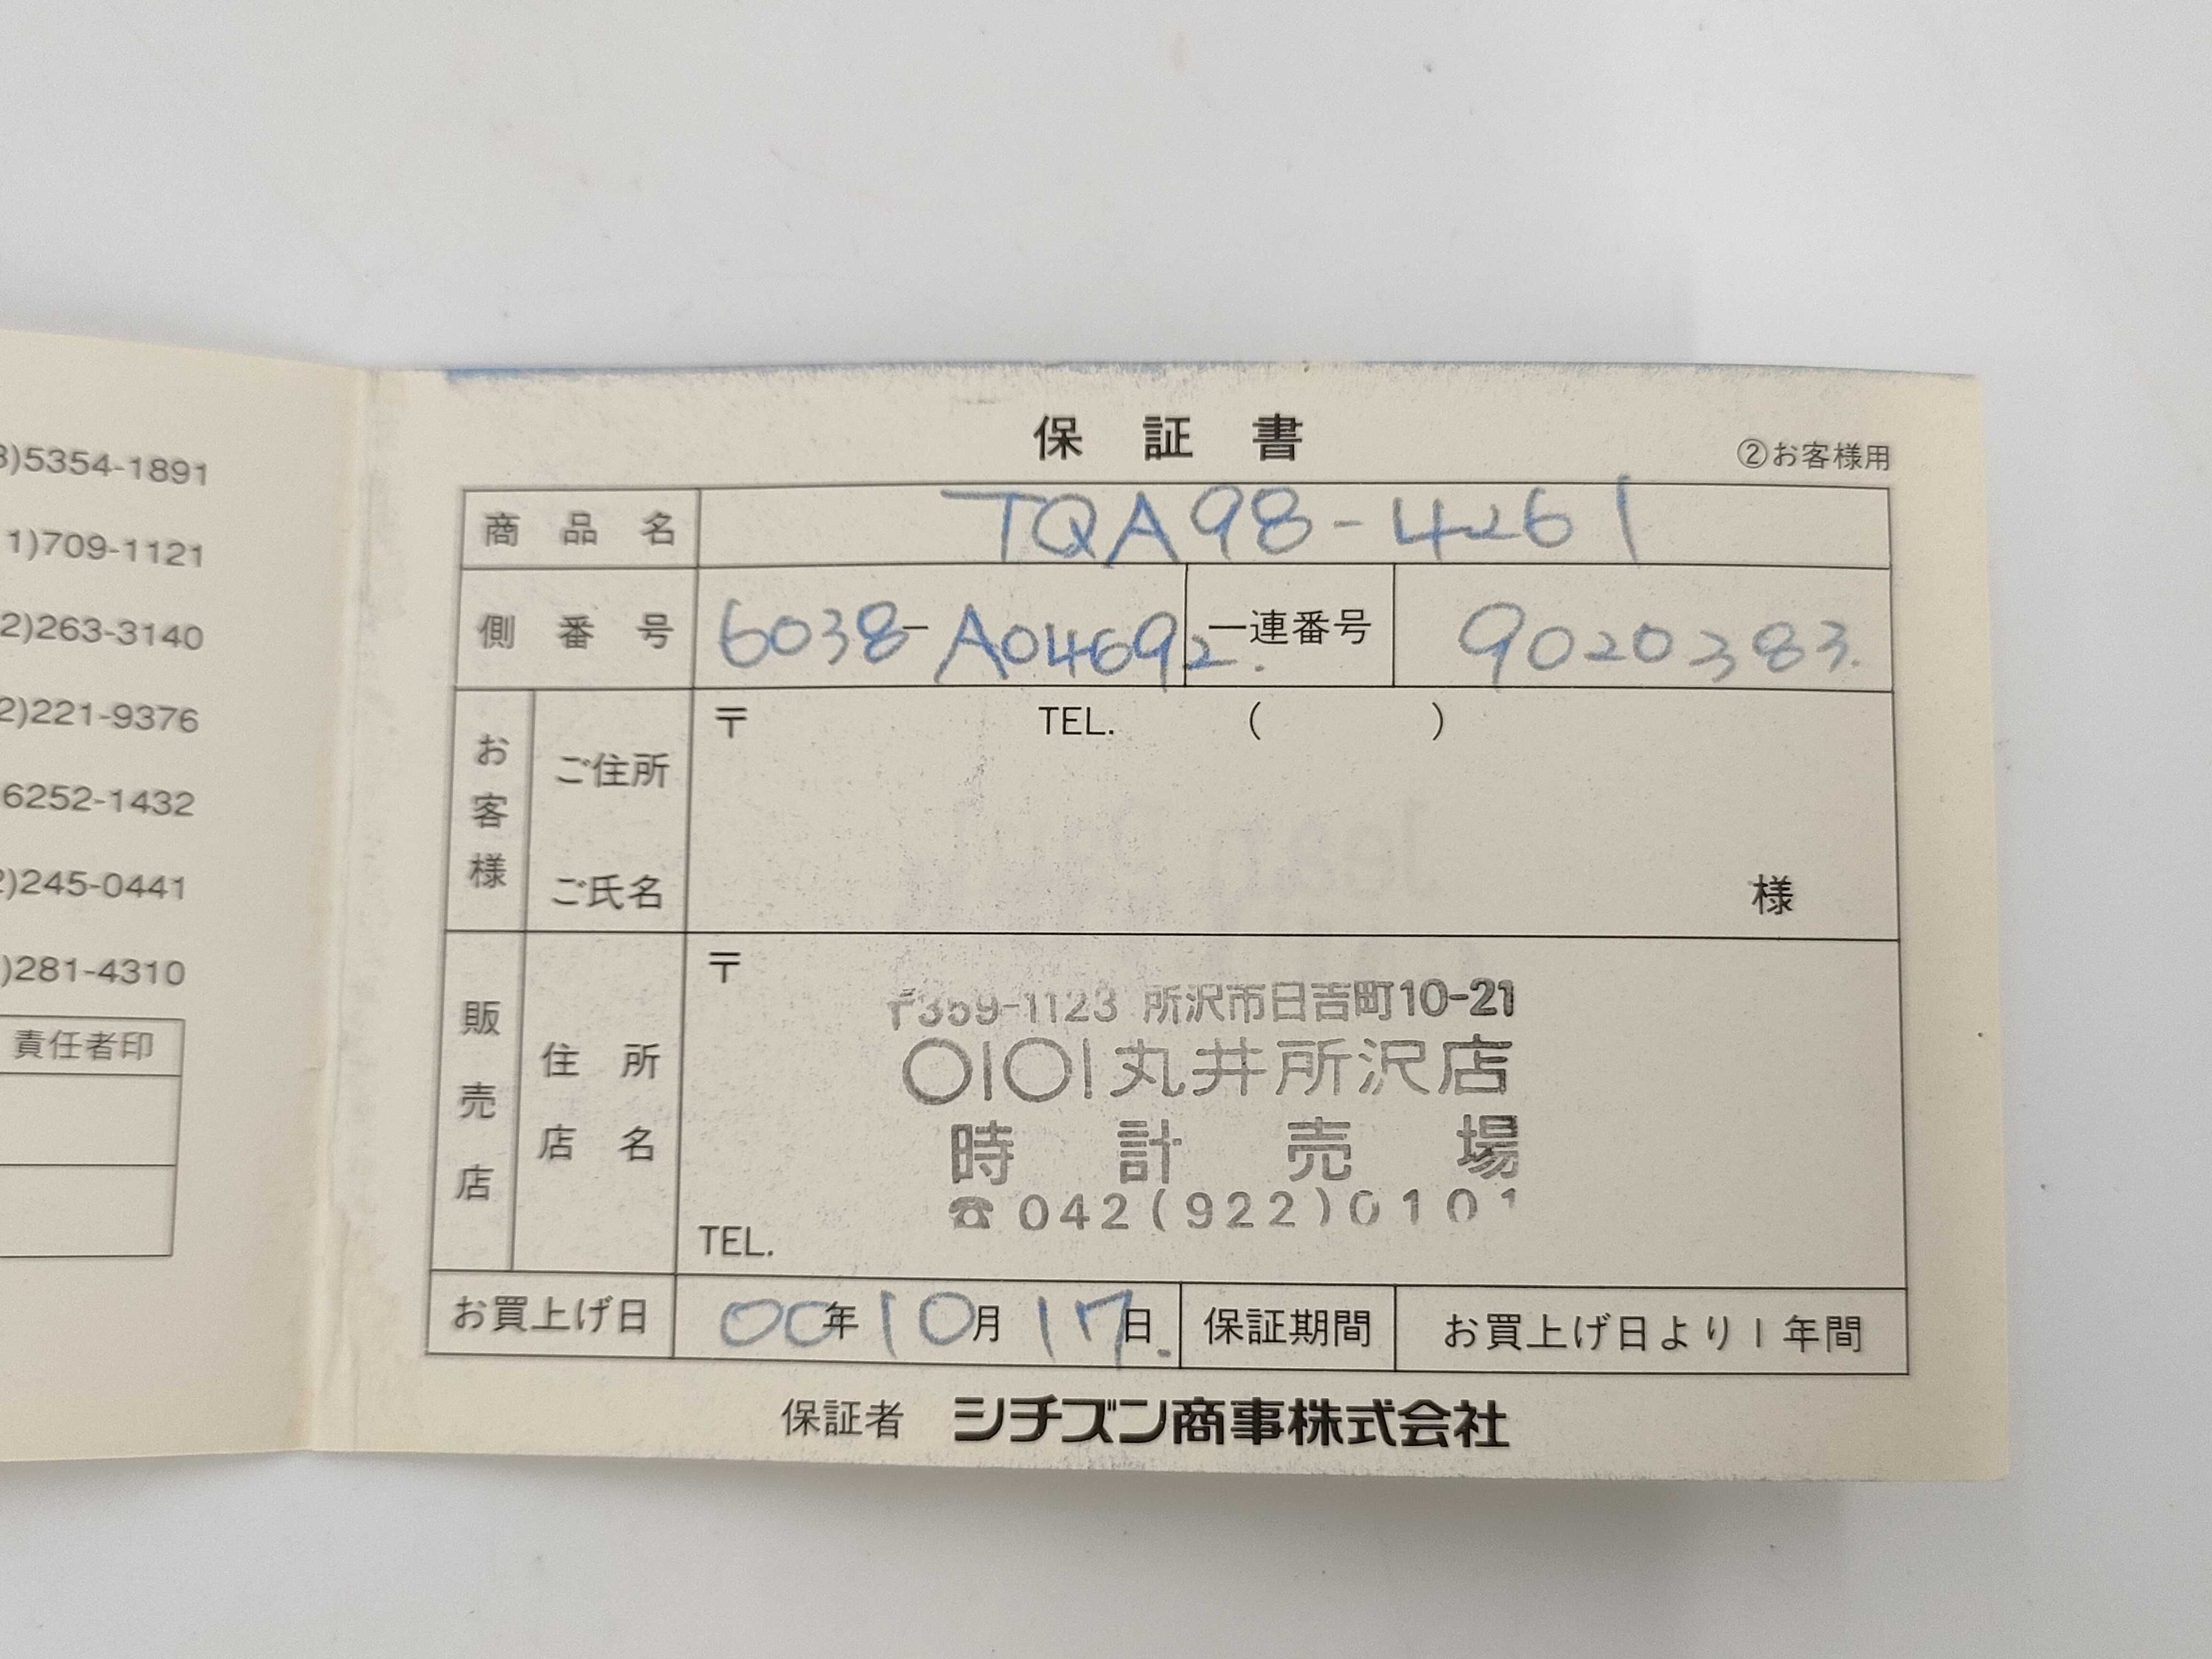 3)5354-1891
1)709-1121
2)263-3140
2)221-9376
6252-1432
2)245-0441
)281-4310
責任者印
保証書
②お客様用
商品名 TQA98-4261
側番号 6038-A04692. 一連番号 9020383.
お客様
〒 TEL. ( )
ご住所
ご氏名 様
販売店
住所
店名
〒
〒359-1123 所沢市日吉町10-21
〇I〇I丸井所沢店
時計売場
☎042(922)0101
TEL.
お買上げ日 00年10月17日. 保証期間 お買上げ日より1年間
保証者 シチズン商事株式会社